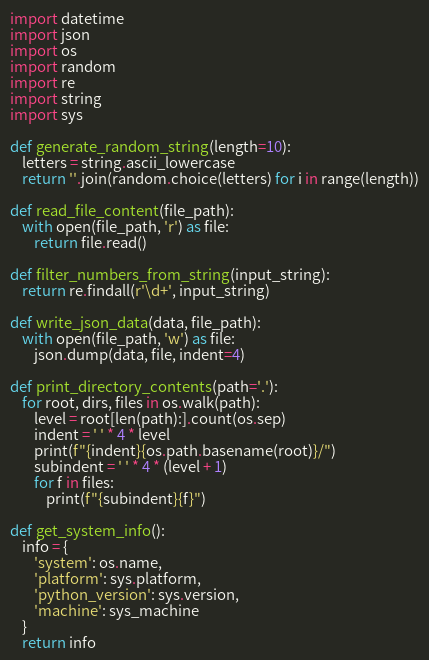 import datetime
import json
import os
import random
import re
import string
import sys

def generate_random_string(length=10):
    letters = string.ascii_lowercase
    return ''.join(random.choice(letters) for i in range(length))

def read_file_content(file_path):
    with open(file_path, 'r') as file:
        return file.read()

def filter_numbers_from_string(input_string):
    return re.findall(r'\d+', input_string)

def write_json_data(data, file_path):
    with open(file_path, 'w') as file:
        json.dump(data, file, indent=4)

def print_directory_contents(path='.'):
    for root, dirs, files in os.walk(path):
        level = root[len(path):].count(os.sep)
        indent = ' ' * 4 * level
        print(f"{indent}{os.path.basename(root)}/")
        subindent = ' ' * 4 * (level + 1)
        for f in files:
            print(f"{subindent}{f}")

def get_system_info():
    info = {
        'system': os.name,
        'platform': sys.platform,
        'python_version': sys.version,
        'machine': sys_machine
    }
    return info